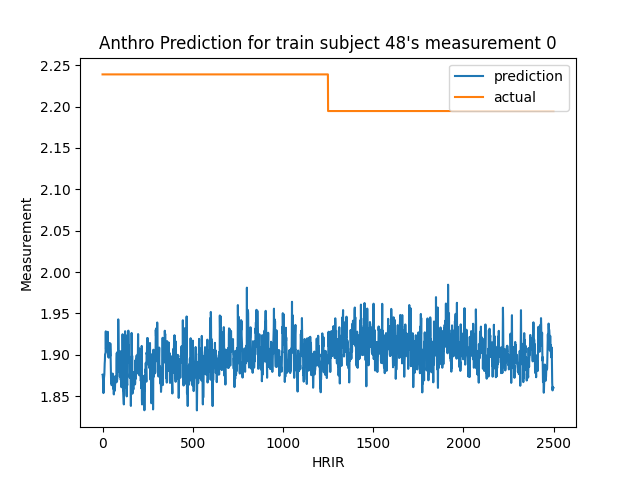 Anthro Prediction for train subject 48's measurement 0
2.25
2.20
2.15
2.10
2.05
2.00
1.95
1.90
1.85
Measurement
prediction
actual
0 500 1000 1500 2000 2500
HRIR